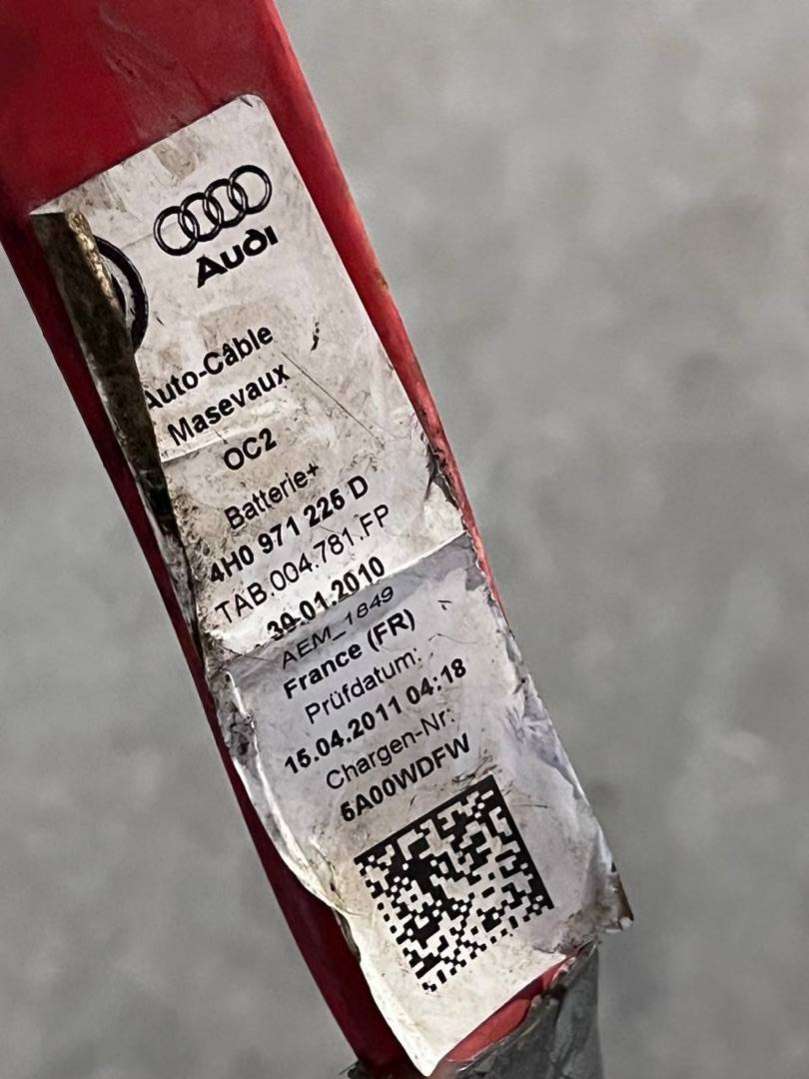 Audi
Auto-Câble
Masevaux
OC2
Batterie+
4H0 971 225 D
TAB.004.781.FP
39.01.2010
AEM_1849
France (FR)
Prüfdatum:
15.04.2011 04:18
Chargen-Nr:
5A00WDFW